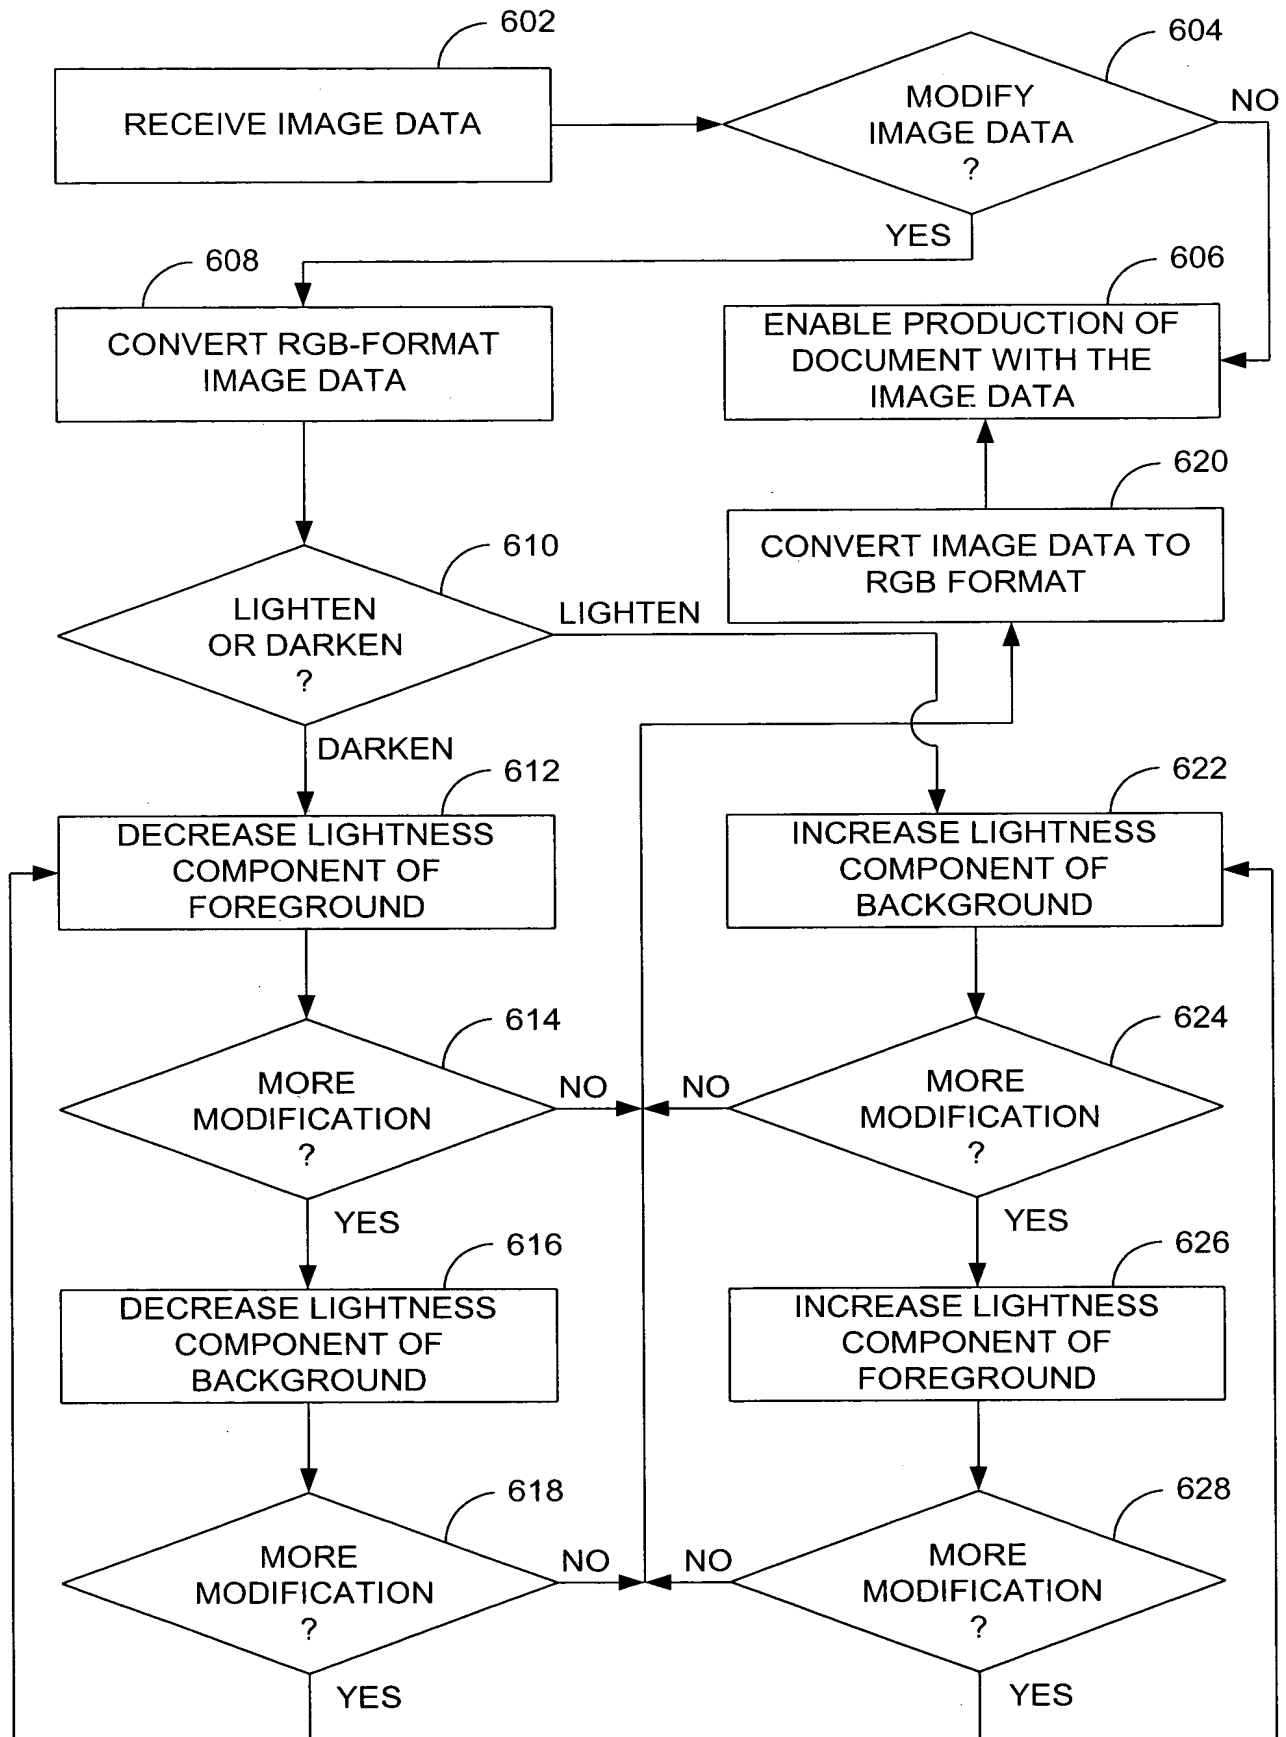 602
RECEIVE IMAGE DATA
604
MODIFY
IMAGE DATA
?
NO
YES
606
ENABLE PRODUCTION OF
DOCUMENT WITH THE
IMAGE DATA
608
CONVERT RGB-FORMAT
IMAGE DATA
620
CONVERT IMAGE DATA TO
RGB FORMAT
610
LIGHTEN
OR DARKEN
?
LIGHTEN
DARKEN
612
DECREASE LIGHTNESS
COMPONENT OF
FOREGROUND
622
INCREASE LIGHTNESS
COMPONENT OF
BACKGROUND
614
MORE
MODIFICATION
?
NO
YES
624
MORE
MODIFICATION
?
NO
YES
616
DECREASE LIGHTNESS
COMPONENT OF
BACKGROUND
626
INCREASE LIGHTNESS
COMPONENT OF
FOREGROUND
618
MORE
MODIFICATION
?
NO
YES
628
MORE
MODIFICATION
?
NO
YES